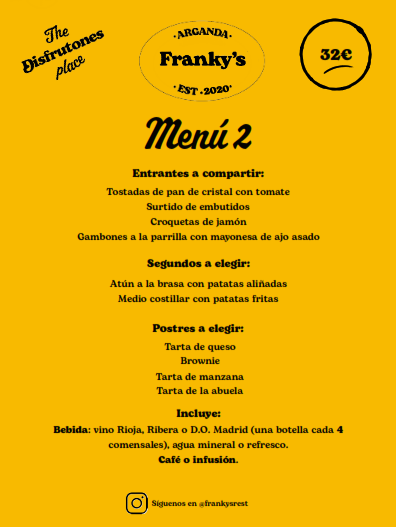 The
Disfrutones
place
·ARGANDA·
Franky's
·EST·2020·
32€
Menú 2
Entrantes a compartir:
Tostadas de pan de cristal con tomate
Surtido de embutidos
Croquetas de jamón
Gambones a la parrilla con mayonesa de ajo asado
Segundos a elegir:
Atún a la brasa con patatas aliñadas
Medio costillar con patatas fritas
Postres a elegir:
Tarta de queso
Brownie
Tarta de manzana
Tarta de la abuela
Incluye:
Bebida: vino Rioja, Ribera o D.O. Madrid (una botella cada 4
comensales), agua mineral o refresco.
Café o infusión.
Síguenos en @frankysrest